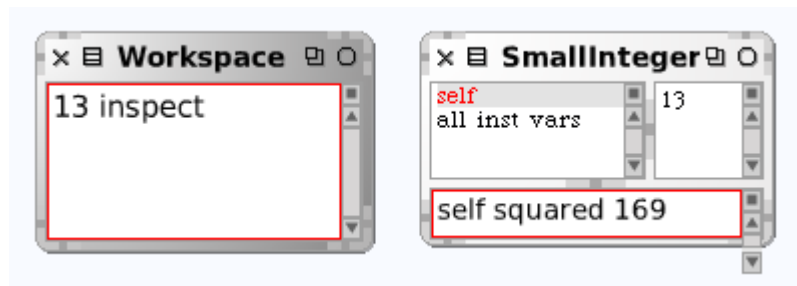 Workspace
13 inspect
SmallInteger
self
all inst vars
13
self squared 169